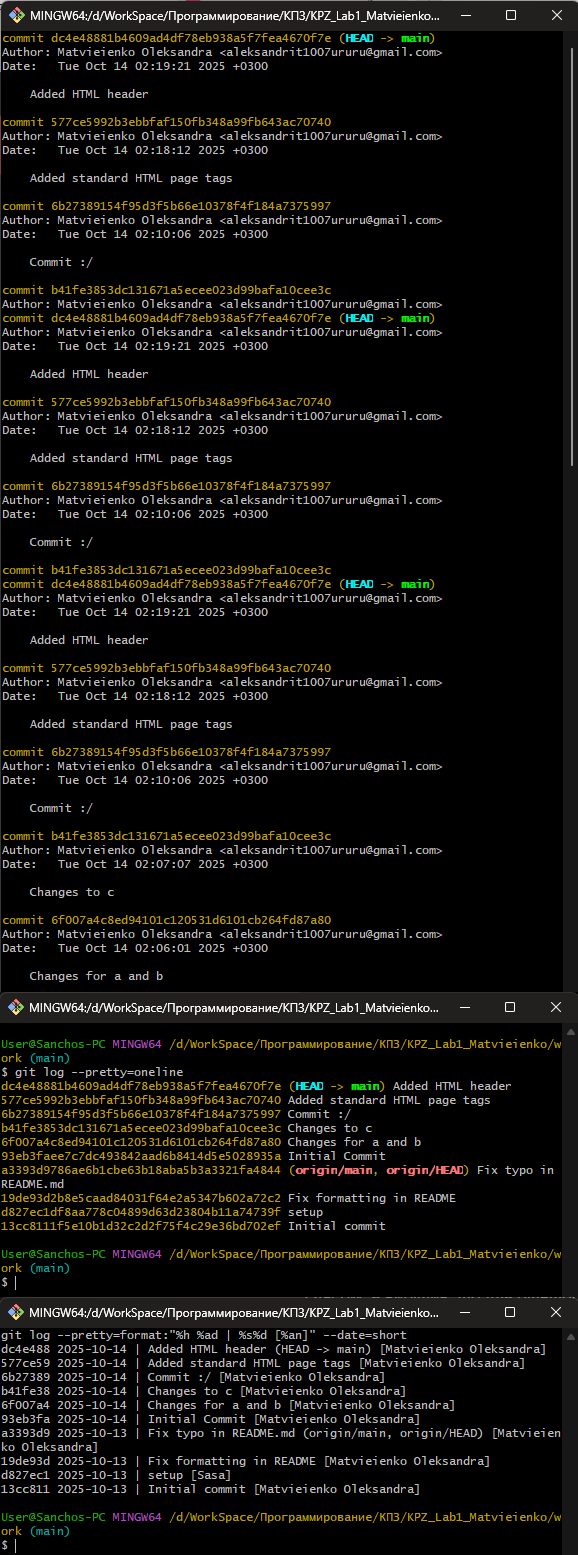 MINGW64:/d/WorkSpace/Программирование/КПЗ/KPZ_Lab1_Matvieienko...
commit dc4e48881b4609ad4df78eb938a5f7fea4670f7e (HEAD -> main)
Author: Matvieienko Oleksandra <aleksandrit1007ururu@gmail.com>
Date:   Tue Oct 14 02:19:21 2025 +0300
Added HTML header
commit 577ce5992b3ebbfaf150fb348a99fb643ac70740
Author: Matvieienko Oleksandra <aleksandrit1007ururu@gmail.com>
Date:   Tue Oct 14 02:18:12 2025 +0300
Added standard HTML page tags
commit 6b27389154f95d3f5b66e10378f4f184a7375997
Author: Matvieienko Oleksandra <aleksandrit1007ururu@gmail.com>
Date:   Tue Oct 14 02:10:06 2025 +0300
Commit :/
commit b41fe3853dc131671a5ecee023d99bafa10cee3c
Author: Matvieienko Oleksandra <aleksandrit1007ururu@gmail.com>
commit dc4e48881b4609ad4df78eb938a5f7fea4670f7e (HEAD -> main)
Author: Matvieienko Oleksandra <aleksandrit1007ururu@gmail.com>
Date:   Tue Oct 14 02:19:21 2025 +0300
Added HTML header
commit 577ce5992b3ebbfaf150fb348a99fb643ac70740
Author: Matvieienko Oleksandra <aleksandrit1007ururu@gmail.com>
Date:   Tue Oct 14 02:18:12 2025 +0300
Added standard HTML page tags
commit 6b27389154f95d3f5b66e10378f4f184a7375997
Author: Matvieienko Oleksandra <aleksandrit1007ururu@gmail.com>
Date:   Tue Oct 14 02:10:06 2025 +0300
Commit :/
commit b41fe3853dc131671a5ecee023d99bafa10cee3c
commit dc4e48881b4609ad4df78eb938a5f7fea4670f7e (HEAD -> main)
Author: Matvieienko Oleksandra <aleksandrit1007ururu@gmail.com>
Date:   Tue Oct 14 02:19:21 2025 +0300
Added HTML header
commit 577ce5992b3ebbfaf150fb348a99fb643ac70740
Author: Matvieienko Oleksandra <aleksandrit1007ururu@gmail.com>
Date:   Tue Oct 14 02:18:12 2025 +0300
Added standard HTML page tags
commit 6b27389154f95d3f5b66e10378f4f184a7375997
Author: Matvieienko Oleksandra <aleksandrit1007ururu@gmail.com>
Date:   Tue Oct 14 02:10:06 2025 +0300
Commit :/
commit b41fe3853dc131671a5ecee023d99bafa10cee3c
Author: Matvieienko Oleksandra <aleksandrit1007ururu@gmail.com>
Date:   Tue Oct 14 02:07:07 2025 +0300
Changes to c
commit 6f007a4c8ed94101c120531d6101cb264fd87a80
Author: Matvieienko Oleksandra <aleksandrit1007ururu@gmail.com>
Date:   Tue Oct 14 02:06:01 2025 +0300
Changes for a and b
MINGW64:/d/WorkSpace/Программирование/КПЗ/KPZ_Lab1_Matvieienko...
User@Sanchos-PC MINGW64 /d/WorkSpace/Программирование/КПЗ/KPZ_Lab1_Matvieienko/w
ork (main)
$ git log --pretty=oneline
dc4e48881b4609ad4df78eb938a5f7fea4670f7e (HEAD -> main) Added HTML header
577ce5992b3ebbfaf150fb348a99fb643ac70740 Added standard HTML page tags
6b27389154f95d3f5b66e10378f4f184a7375997 Commit :/
b41fe3853dc131671a5ecee023d99bafa10cee3c Changes to c
6f007a4c8ed94101c120531d6101cb264fd87a80 Changes for a and b
93eb3faee7c7dc493842aad6b8414d5e5028935a Initial Commit
a3393d9786ae6b1cbe63b18aba5b3a3321fa4844 (origin/main, origin/HEAD) Fix typo in
README.md
19de93d2b8e5caad84031f64e2a5347b602a72c2 Fix formatting in README
d827ec1df8aa778c04899d63d23804b11a74739f setup
13cc8111f5e10b1d32c2d2f75f4c29e36bd702ef Initial commit
User@Sanchos-PC MINGW64 /d/WorkSpace/Программирование/КПЗ/KPZ_Lab1_Matvieienko/w
ork (main)
$
MINGW64:/d/WorkSpace/Программирование/КПЗ/KPZ_Lab1_Matvieienko...
git log --pretty=format:"%h %ad | %s%d [%an]" --date=short
dc4e488 2025-10-14 | Added HTML header (HEAD -> main) [Matvieienko Oleksandra]
577ce59 2025-10-14 | Added standard HTML page tags [Matvieienko Oleksandra]
6b27389 2025-10-14 | Commit :/ [Matvieienko Oleksandra]
b41fe38 2025-10-14 | Changes to c [Matvieienko Oleksandra]
6f007a4 2025-10-14 | Changes for a and b [Matvieienko Oleksandra]
93eb3fa 2025-10-14 | Initial Commit [Matvieienko Oleksandra]
a3393d9 2025-10-13 | Fix typo in README.md (origin/main, origin/HEAD) [Matvieien
ko Oleksandra]
19de93d 2025-10-13 | Fix formatting in README [Matvieienko Oleksandra]
d827ec1 2025-10-13 | setup [Sasa]
13cc811 2025-10-13 | Initial commit [Matvieienko Oleksandra]
User@Sanchos-PC MINGW64 /d/WorkSpace/Программирование/КПЗ/KPZ_Lab1_Matvieienko/w
ork (main)
$